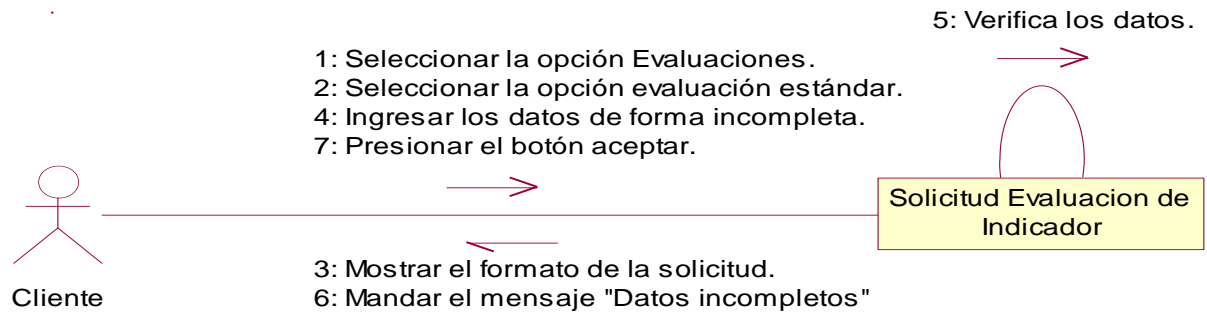 5: Verifica los datos.
1: Seleccionar la opción Evaluaciones.
2: Seleccionar la opción evaluación estándar.
4: Ingresar los datos de forma incompleta.
7: Presionar el botón aceptar.
Solicitud Evaluacion de
Indicador
3: Mostrar el formato de la solicitud.
6: Mandar el mensaje "Datos incompletos"
Cliente